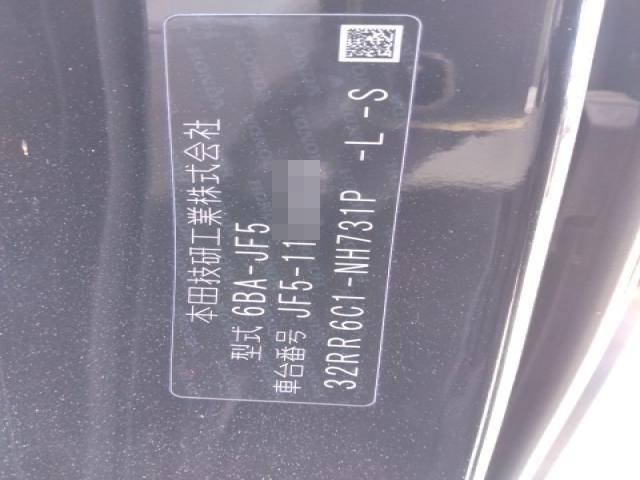 本田技研工業株式会社
型式 6BA-JF5
車台番号 JF5-11
32RR6C1-NH731P -L-S